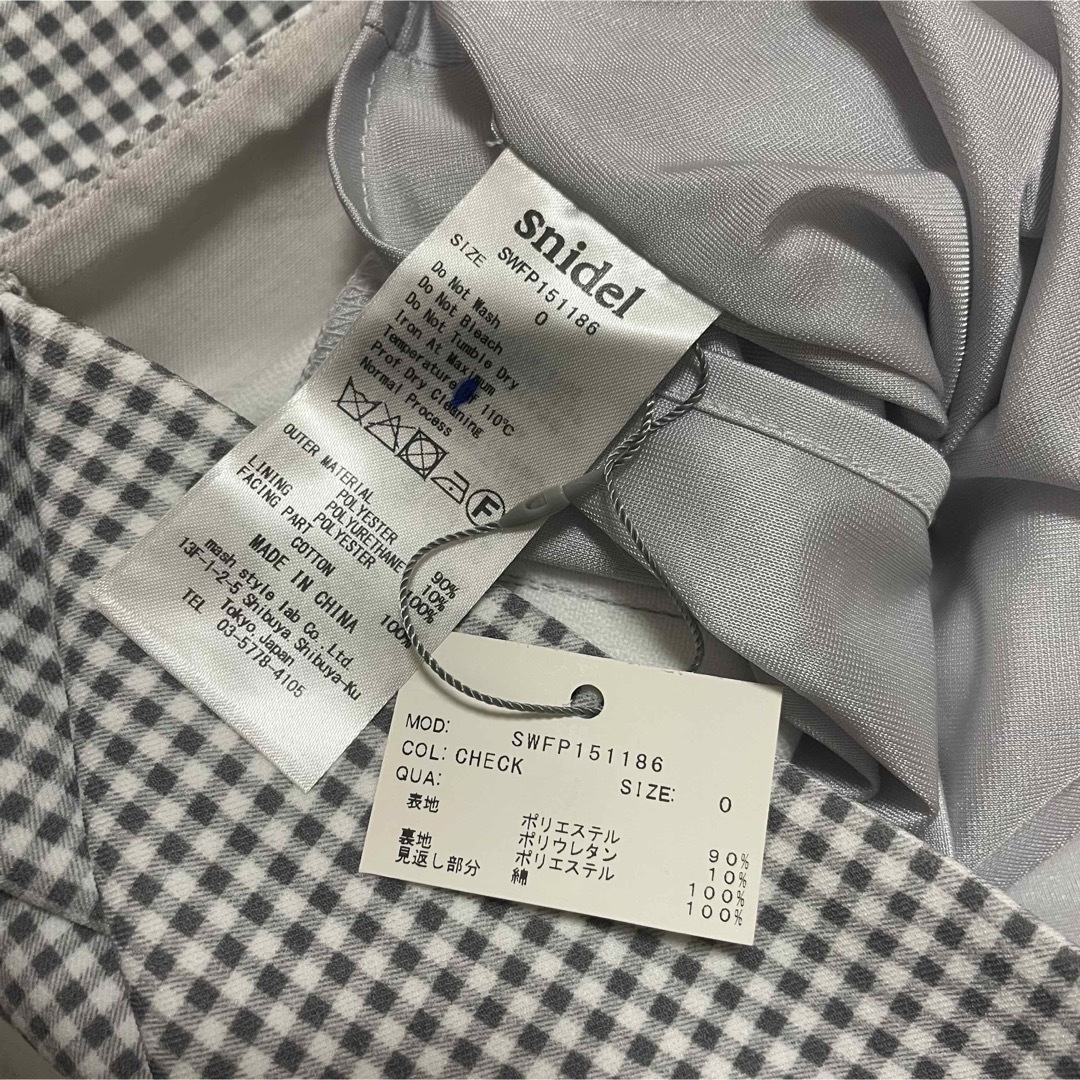 snidel
SWFP151186
SIZE 0
Do Not Wash
Do Not Bleach
Do Not Tumble Dry
Iron At Maximum
Temperature 110℃
Prof Dry Cleaning
Normal Process
F
OUTER MATERIAL
POLYESTER 90%
POLYURETHANE 10%
LINING POLYESTER 100%
FACING PART COTTON 100%
MADE IN CHINA
mash style lab Co., Ltd.
13F-1-2-5 Shibuya Shibuya-Ku
Tokyo Japan
TEL 03-5778-4105
MOD: SWFP151186
COL: CHECK
QUA: SIZE: 0
表地
ポリエステル 90%
ポリウレタン 10%
裏地 ポリエステル 100%
見返し部分 綿 100%